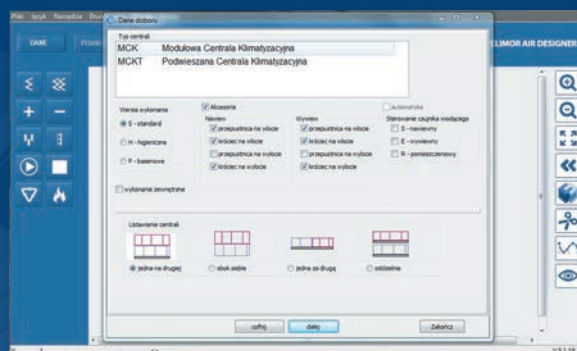 Pliki Język Narzędzia
Dane doboru
DANE
KLIMOR AIR DESIGNER
Typ centrali
MCK Modułowa Centrala Klimatyzacyjna
MCKT Podwieszana Centrala Klimatyzacyjna
Wersja wykonania
S - standard
H - higieniczne
P - basenowe
Akcesoria
automatyka
Nawiew
przepustnica na wlocie
króciec na wlocie
przepustnica na wylocie
króciec na wylocie
Wywiew
przepustnica na wlocie
króciec na wlocie
przepustnica na wylocie
króciec na wylocie
Sterowanie czujnika wiodącego
S - nawiewny
E - wywiewny
R - pomieszczeniowy
wykonanie zewnętrzne
Ustawienie centrali
jedna na drugiej
obok siebie
jedna za drugą
oddzielnie
cofnij
dalej
Zakończ